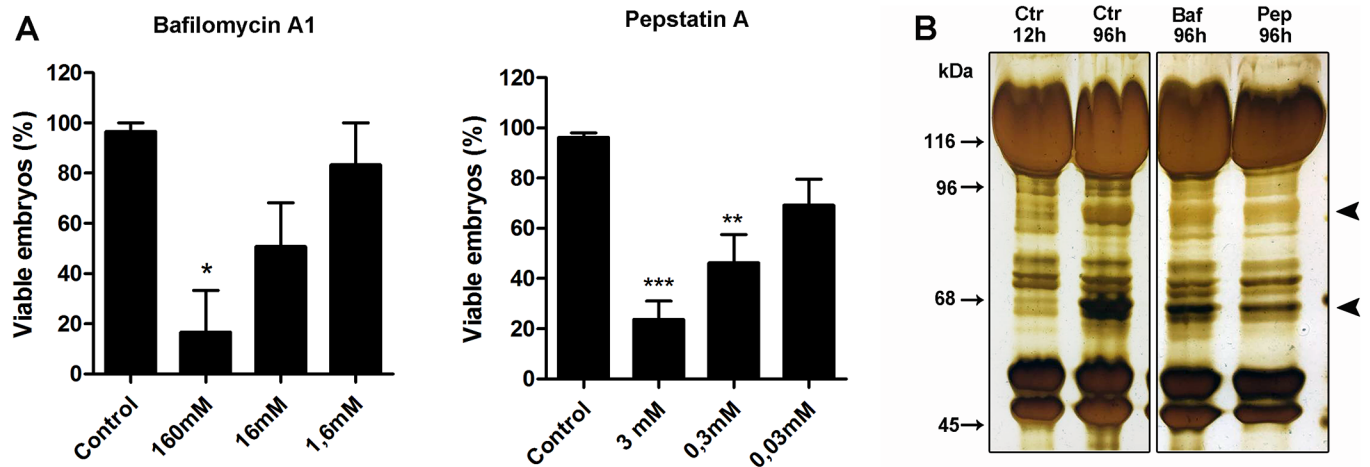 A
Bafilomycin A1
Viable embryos (%)
120
100
80
60
40
20
0
*
Control
160mM
16mM
1,6mM
Pepstatin A
Viable embryos (%)
120
100
80
60
40
20
0
***
**
Control
3 mM
0,3mM
0,03mM
B
Ctr Ctr Baf Pep
12h 96h 96h 96h
kDa
116
96
68
45